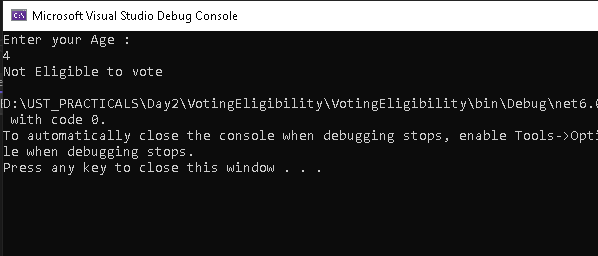 Microsoft Visual Studio Debug Console
Enter your Age :
4
Not Eligible to vote
D:\UST_PRACTICALS\Day2\VotingEligibility\VotingEligibility\bin\Debug\net6.0
with code 0.
To automatically close the console when debugging stops, enable Tools->Opti
le when debugging stops.
Press any key to close this window . . .